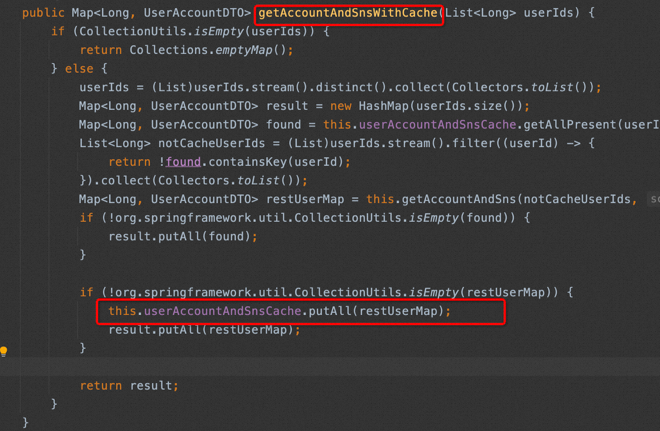 public Map<Long, UserAccountDTO> getAccountAndSnsWithCache(List<Long> userIds) {
if (CollectionUtils.isEmpty(userIds)) {
return Collections.emptyMap();
} else {
userIds = (List)userIds.stream().distinct().collect(Collectors.toList());
Map<Long, UserAccountDTO> result = new HashMap(userIds.size());
Map<Long, UserAccountDTO> found = this.userAccountAndSnsCache.getAllPresent(userI
List<Long> notCacheUserIds = (List)userIds.stream().filter((userId) -> {
return !found.containsKey(userId);
}).collect(Collectors.toList());
Map<Long, UserAccountDTO> restUserMap = this.getAccountAndSns(notCacheUserIds, sc
if (!org.springframework.util.CollectionUtils.isEmpty(found)) {
result.putAll(found);
}
if (!org.springframework.util.CollectionUtils.isEmpty(restUserMap)) {
this.userAccountAndSnsCache.putAll(restUserMap);
result.putAll(restUserMap);
}
return result;
}
}